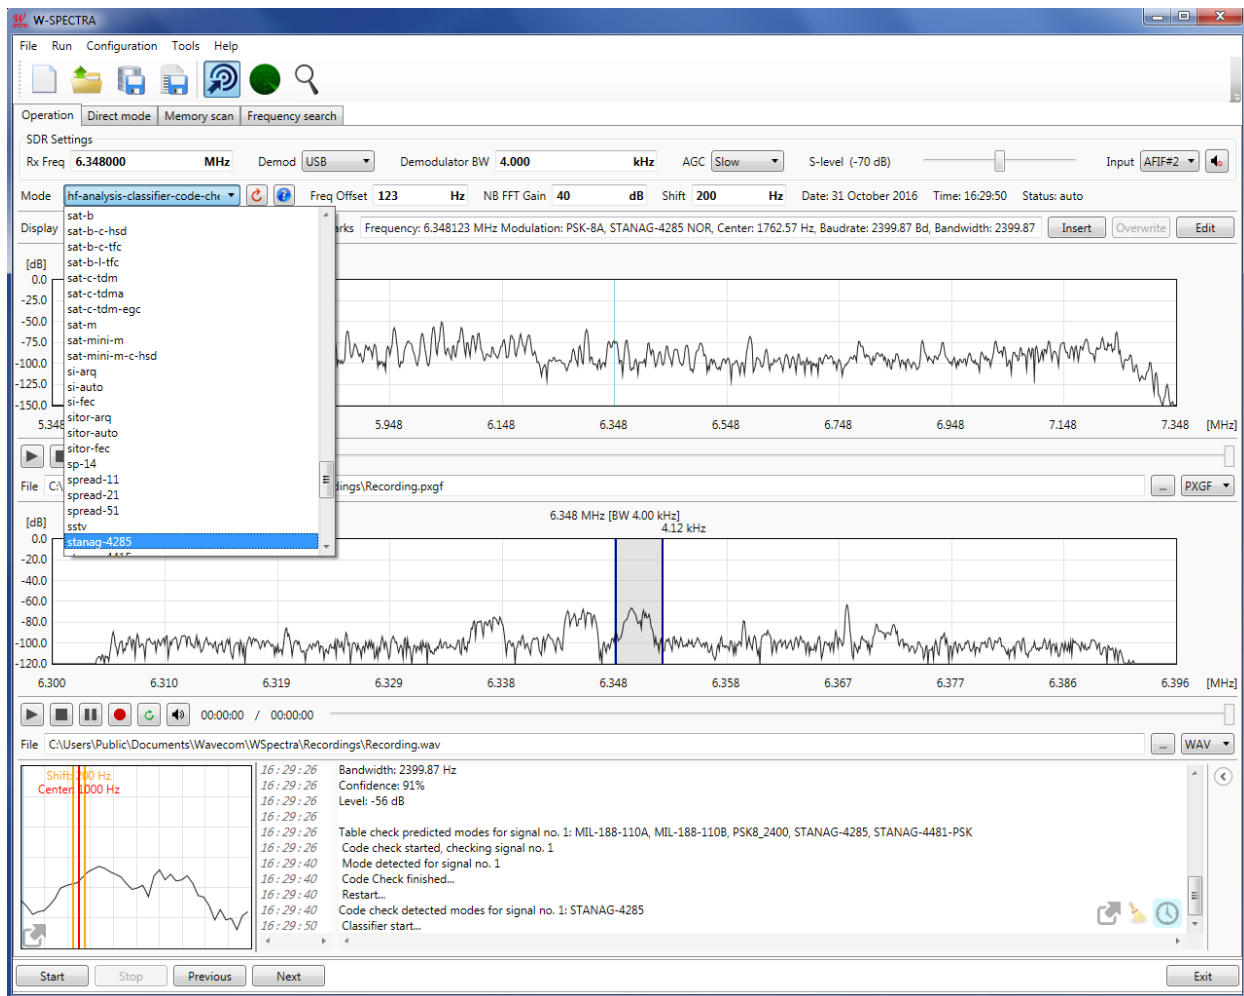 W-SPECTRA
File Run Configuration Tools Help
Operation Direct mode Memory scan Frequency search
SDR Settings
Rx Freq 6.348000 MHz Demod USB Demodulator BW 4.000 kHz AGC Slow S-level (-70 dB) Input AFIF#2
Mode hf-analysis-classifier-code-che Freq Offset 123 Hz NB FFT Gain 40 dB Shift 200 Hz Date: 31 October 2016 Time: 16:29:50 Status: auto
Display Frequency: 6.348123 MHz Modulation: PSK-8A, STANAG-4285 NOR, Center: 1762.57 Hz, Baudrate: 2399.87 Bd, Bandwidth: 2399.87 Insert Overwrite Edit
sat-b
sat-b-c-hsd
sat-b-c-tfc
sat-b-l-tfc
sat-c-tdm
sat-c-tdma
sat-c-tdm-egc
sat-m
sat-mini-m
sat-mini-m-c-hsd
si-arq
si-auto
si-fec
sitor-arq
sitor-auto
sitor-fec
sp-14
spread-11
spread-21
spread-51
sstv
stanag-4285
[dB]
0.0
-25.0
-50.0
-75.0
-100.0
-125.0
-150.0
5.348 5.948 6.148 6.348 6.548 6.748 6.948 7.148 7.348 [MHz]
File C:\ dings\Recording.pxgf ... PXGF
6.348 MHz [BW 4.00 kHz]
4.12 kHz
[dB]
0.0
-20.0
-40.0
-60.0
-80.0
-100.0
-120.0
6.300 6.310 6.319 6.329 6.338 6.348 6.358 6.367 6.377 6.386 6.396 [MHz]
00:00:00 / 00:00:00
File C:\Users\Public\Documents\Wavecom\WSpectra\Recordings\Recording.wav ... WAV
Shift: 200 Hz
Center: 1000 Hz
16:29:26 Bandwidth: 2399.87 Hz
16:29:26 Confidence: 91%
16:29:26 Level: -56 dB
16:29:26
16:29:26 Table check predicted modes for signal no. 1: MIL-188-110A, MIL-188-110B, PSK8_2400, STANAG-4285, STANAG-4481-PSK
16:29:26 Code check started, checking signal no. 1
16:29:40 Mode detected for signal no. 1
16:29:40 Code Check finished...
16:29:40 Restart...
16:29:40 Code check detected modes for signal no. 1: STANAG-4285
16:29:50 Classifier start...
Start Stop Previous Next Exit